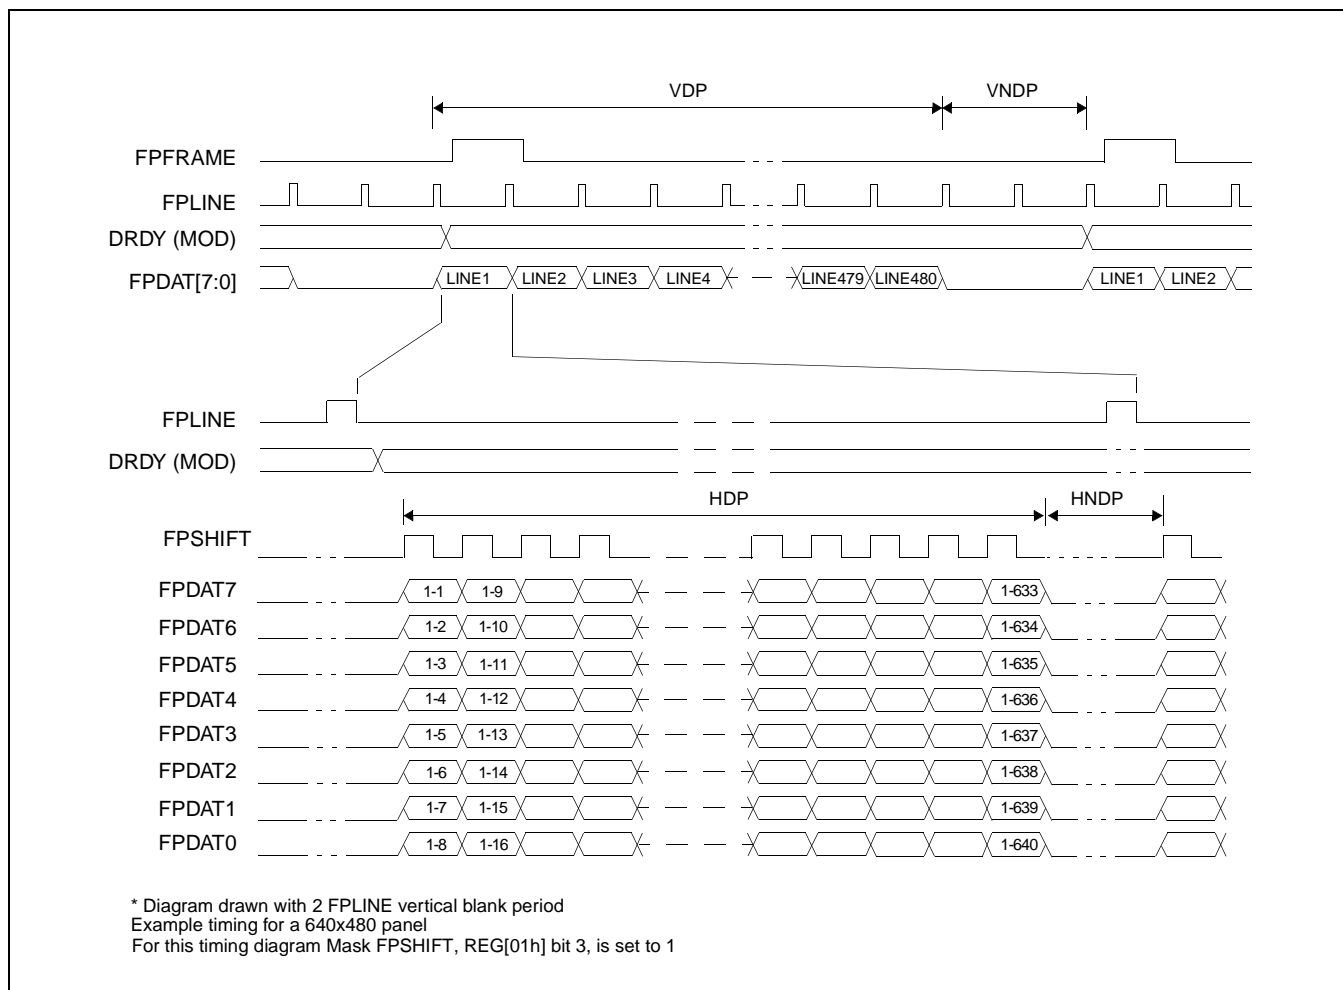 VDP VNDP
FPFRAME
FPLINE
DRDY (MOD)
FPDAT[7:0] LINE1 LINE2 LINE3 LINE4 LINE479 LINE480 LINE1 LINE2
FPLINE
DRDY (MOD)
HDP HNDP
FPSHIFT
FPDAT7 1-1 1-9 1-633
FPDAT6 1-2 1-10 1-634
FPDAT5 1-3 1-11 1-635
FPDAT4 1-4 1-12 1-636
FPDAT3 1-5 1-13 1-637
FPDAT2 1-6 1-14 1-638
FPDAT1 1-7 1-15 1-639
FPDAT0 1-8 1-16 1-640
* Diagram drawn with 2 FPLINE vertical blank period
Example timing for a 640x480 panel
For this timing diagram Mask FPSHIFT, REG[01h] bit 3, is set to 1